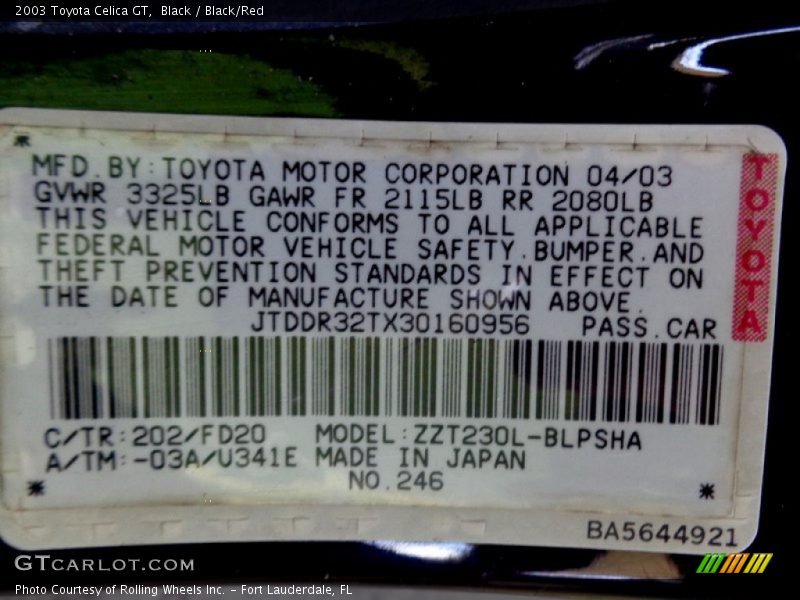 2003 Toyota Celica GT, Black / Black/Red
MFD.BY:TOYOTA MOTOR CORPORATION 04/03
GVWR 3325LB GAWR FR 2115LB RR 2080LB
THIS VEHICLE CONFORMS TO ALL APPLICABLE
FEDERAL MOTOR VEHICLE SAFETY.BUMPER.AND
THEFT PREVENTION STANDARDS IN EFFECT ON
THE DATE OF MANUFACTURE SHOWN ABOVE.
JTDDR32TX30160956 PASS.CAR
TOYOTA
C/TR:202/FD20 MODEL:ZZT230L-BLPSHA
A/TM:-03A/U341E MADE IN JAPAN
NO.246
BA5644921
GTCARLOT.COM
Photo Courtesy of Rolling Wheels Inc. - Fort Lauderdale, FL